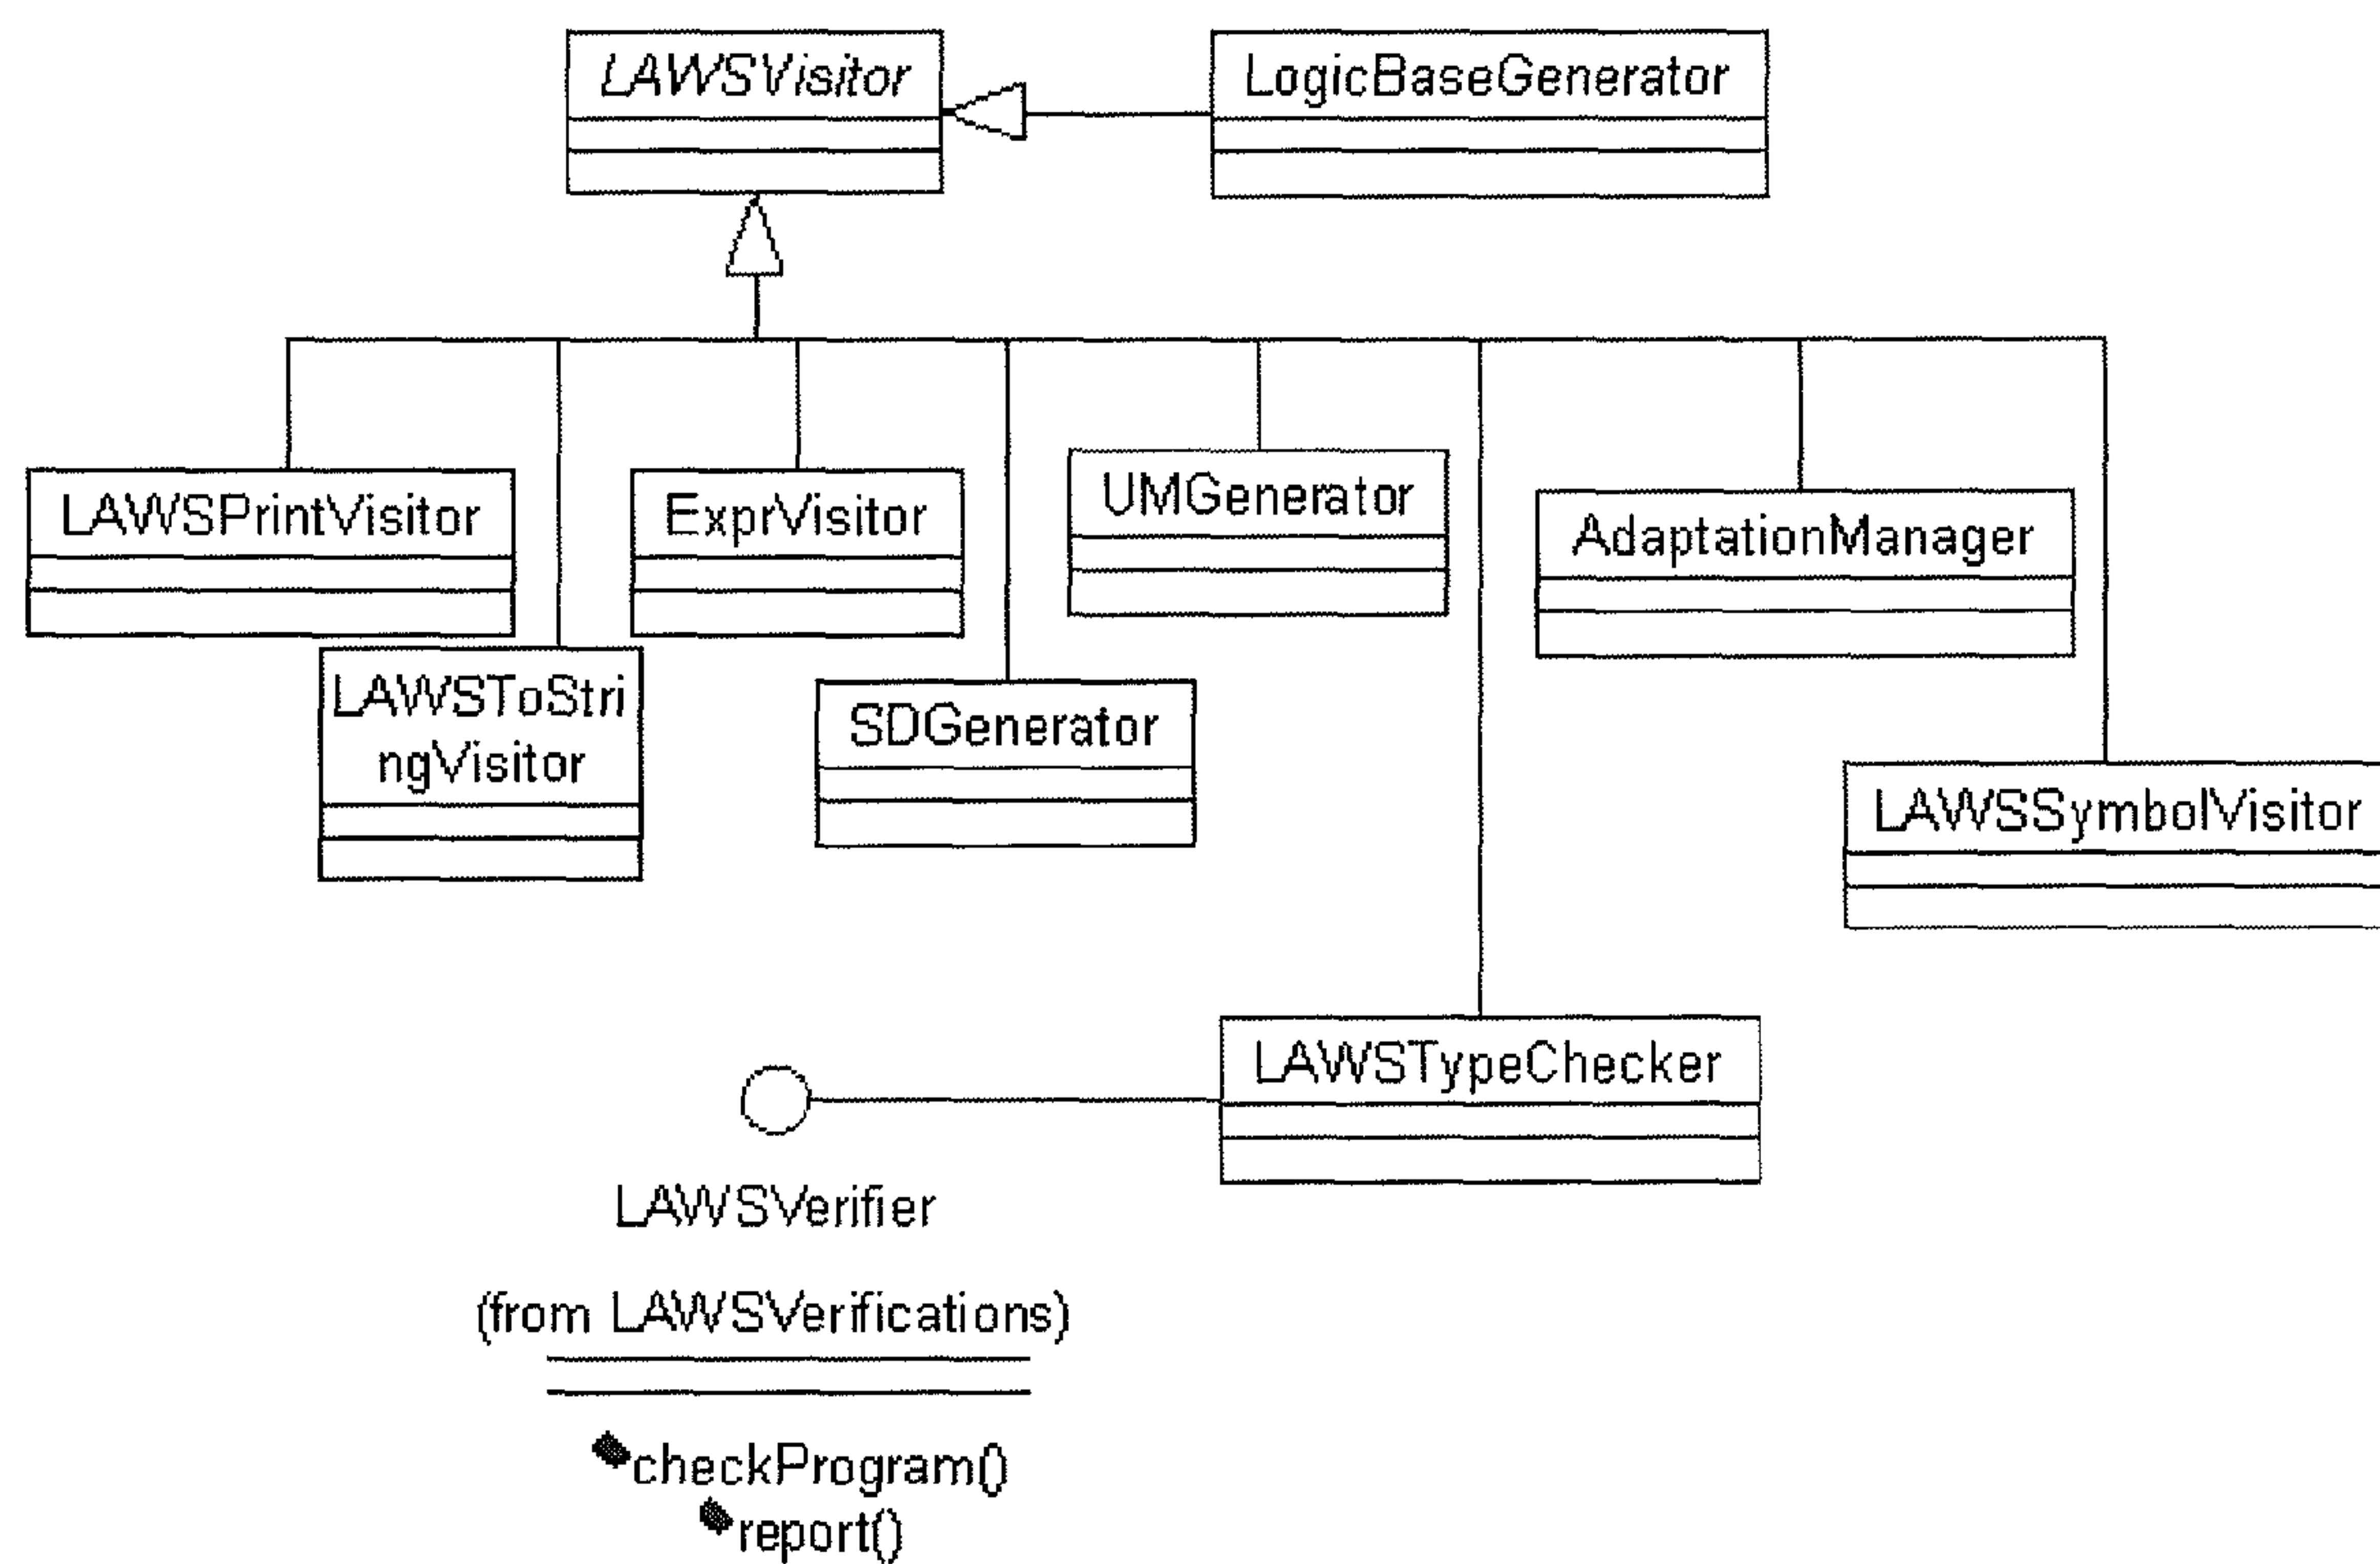 LAWSVisitor
LogicBaseGenerator
LAWSPrintVisitor
ExprVisitor
UMGenerator
AdaptationManager
LAWSToStri
ngVisitor
SDGenerator
LAWSSymbolVisitor
LAWSTypeChecker
LAWSVerifier
(from LAWSVerifications)
checkProgram()
report()